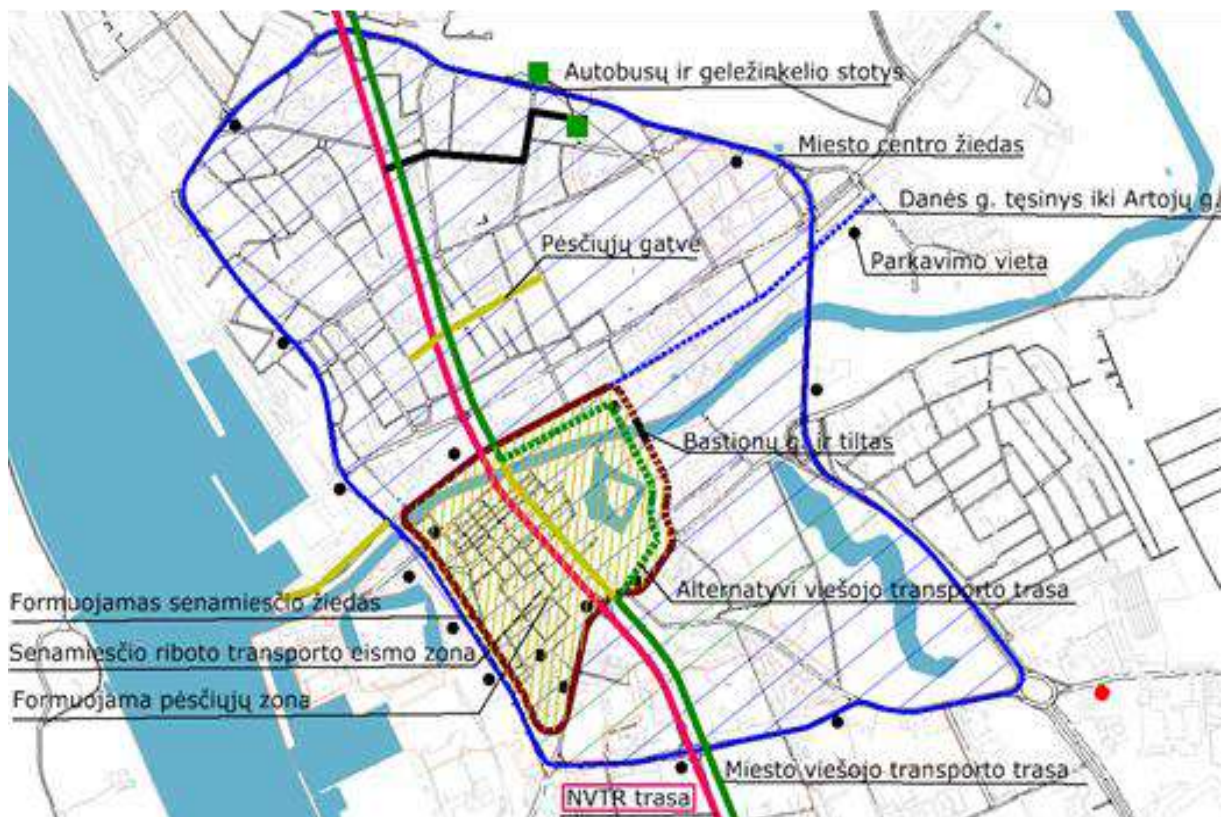 Autobusų ir geležinkelio stotys
Miesto centro žiedas
Danės g. tęsinys iki Artojų g.
Parkavimo vieta
Pėsčiųjų gatvė
Bastionų g. ir tiltas
Alternatyvi viešojo transporto trasa
Formuojamas senamiesčio žiedas
Senamiesčio riboto transporto eismo zona
Formuojama pėsčiųjų zona
Miesto viešojo transporto trasa
NVTR trasa